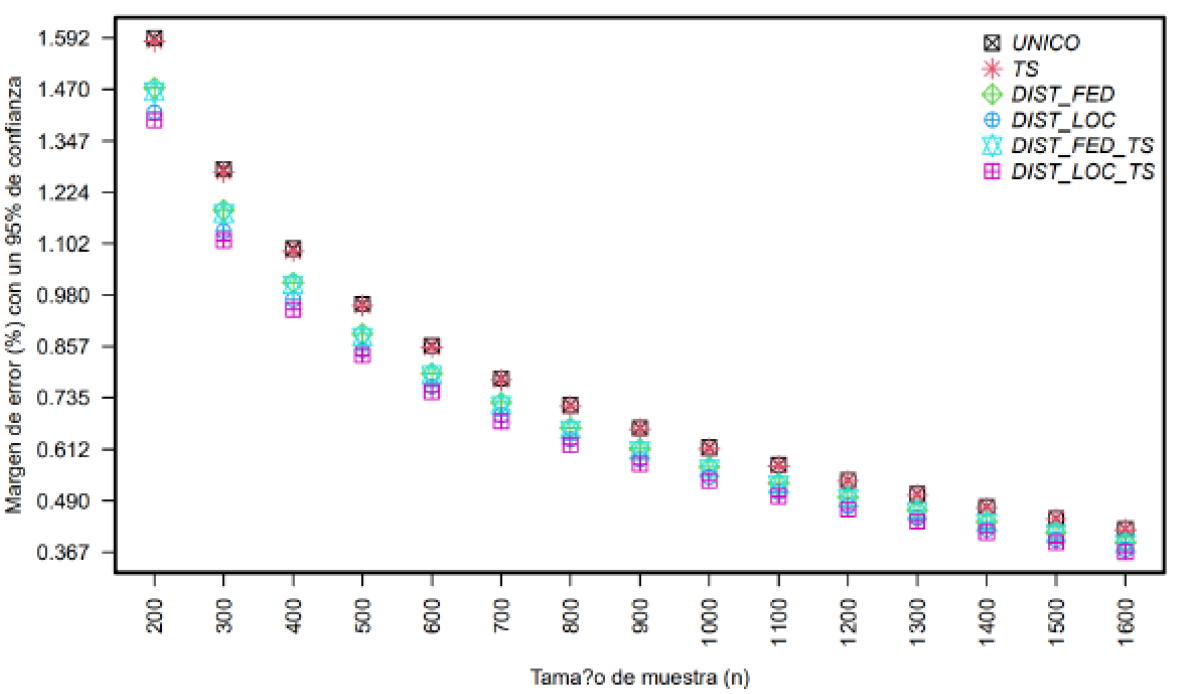 Margen de error (%) con un 95% de confianza
1.592
1.470
1.347
1.224
1.102
0.980
0.857
0.735
0.612
0.490
0.367
UNICO
TS
DIST_FED
DIST_LOC
DIST_FED_TS
DIST_LOC_TS
200 300 400 500 600 700 800 900 1000 1100 1200 1300 1400 1500 1600
Tama?o de muestra (n)